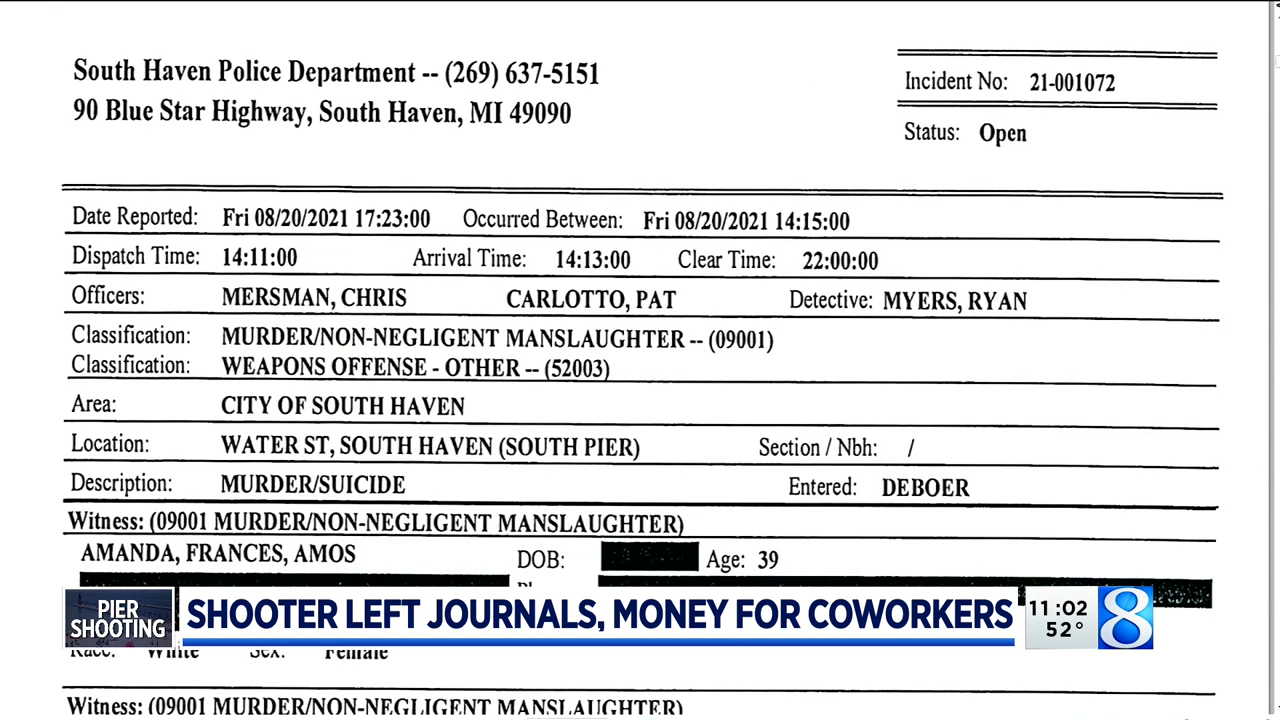 South Haven Police Department -- (269) 637-5151
90 Blue Star Highway, South Haven, MI 49090
Incident No: 21-001072
Status: Open
Date Reported: Fri 08/20/2021 17:23:00 Occurred Between: Fri 08/20/2021 14:15:00
Dispatch Time: 14:11:00 Arrival Time: 14:13:00 Clear Time: 22:00:00
Officers: MERSMAN, CHRIS CARLOTTO, PAT Detective: MYERS, RYAN
Classification: MURDER/NON-NEGLIGENT MANSLAUGHTER -- (09001)
Classification: WEAPONS OFFENSE - OTHER -- (52003)
Area: CITY OF SOUTH HAVEN
Location: WATER ST, SOUTH HAVEN (SOUTH PIER) Section / Nbh: /
Description: MURDER/SUICIDE Entered: DEBOER
Witness: (09001 MURDER/NON-NEGLIGENT MANSLAUGHTER)
AMANDA, FRANCES, AMOS DOB: Age: 39
PIER
SHOOTING
SHOOTER LEFT JOURNALS, MONEY FOR COWORKERS
11:02
52°
8
Race: White Sex: Female
Witness: (09001 MURDER/NON-NEGLIGENT MANSLAUGHTER)